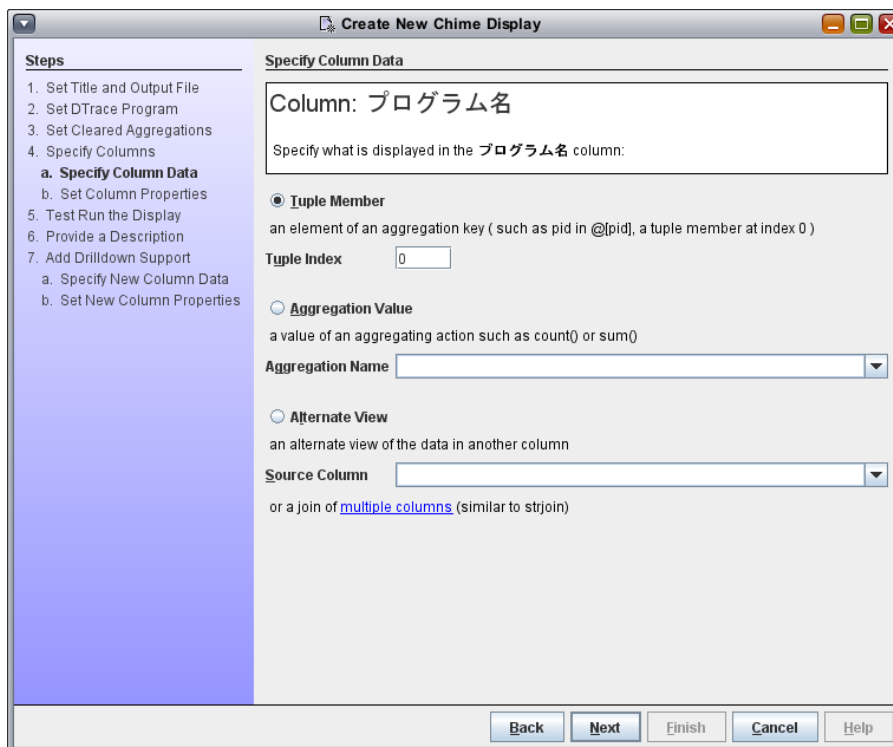 Create New Chime Display
Steps
1. Set Title and Output File
2. Set DTrace Program
3. Set Cleared Aggregations
4. Specify Columns
a. Specify Column Data
b. Set Column Properties
5. Test Run the Display
6. Provide a Description
7. Add Drilldown Support
a. Specify New Column Data
b. Set New Column Properties
Specify Column Data
Column: プログラム名
Specify what is displayed in the プログラム名 column:
Tuple Member
an element of an aggregation key ( such as pid in @[pid], a tuple member at index 0 )
Tuple Index 0
Aggregation Value
a value of an aggregating action such as count() or sum()
Aggregation Name
Alternate View
an alternate view of the data in another column
Source Column
or a join of multiple columns (similar to strjoin)
Back Next Finish Cancel Help